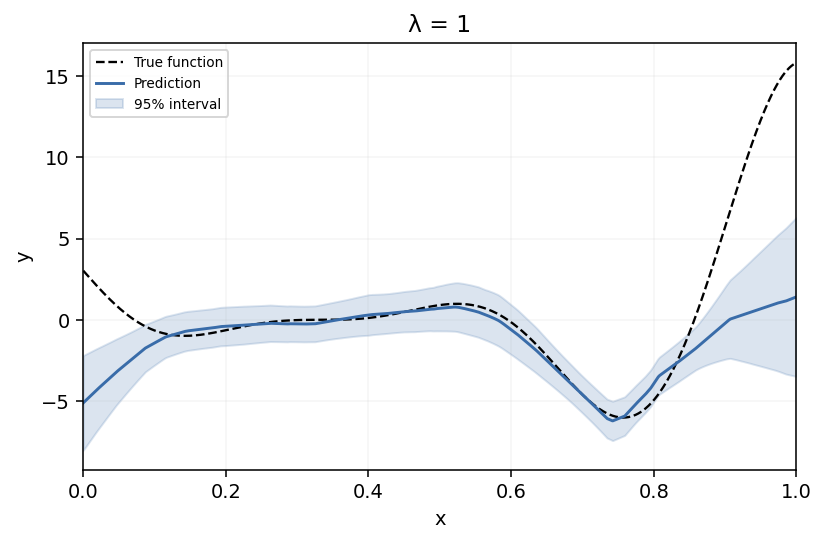 λ = 1
True function
Prediction
95% interval
15
10
5
0
−5
y
0.0 0.2 0.4 0.6 0.8 1.0
x